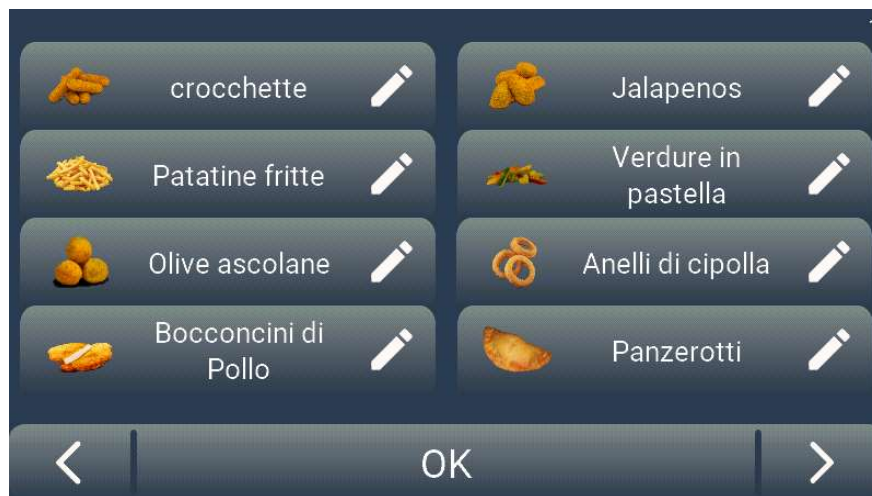 crocchette
Jalapenos
Patatine fritte
Verdure in
pastella
Olive ascolane
Anelli di cipolla
Bocconcini di
Pollo
Panzerotti
OK